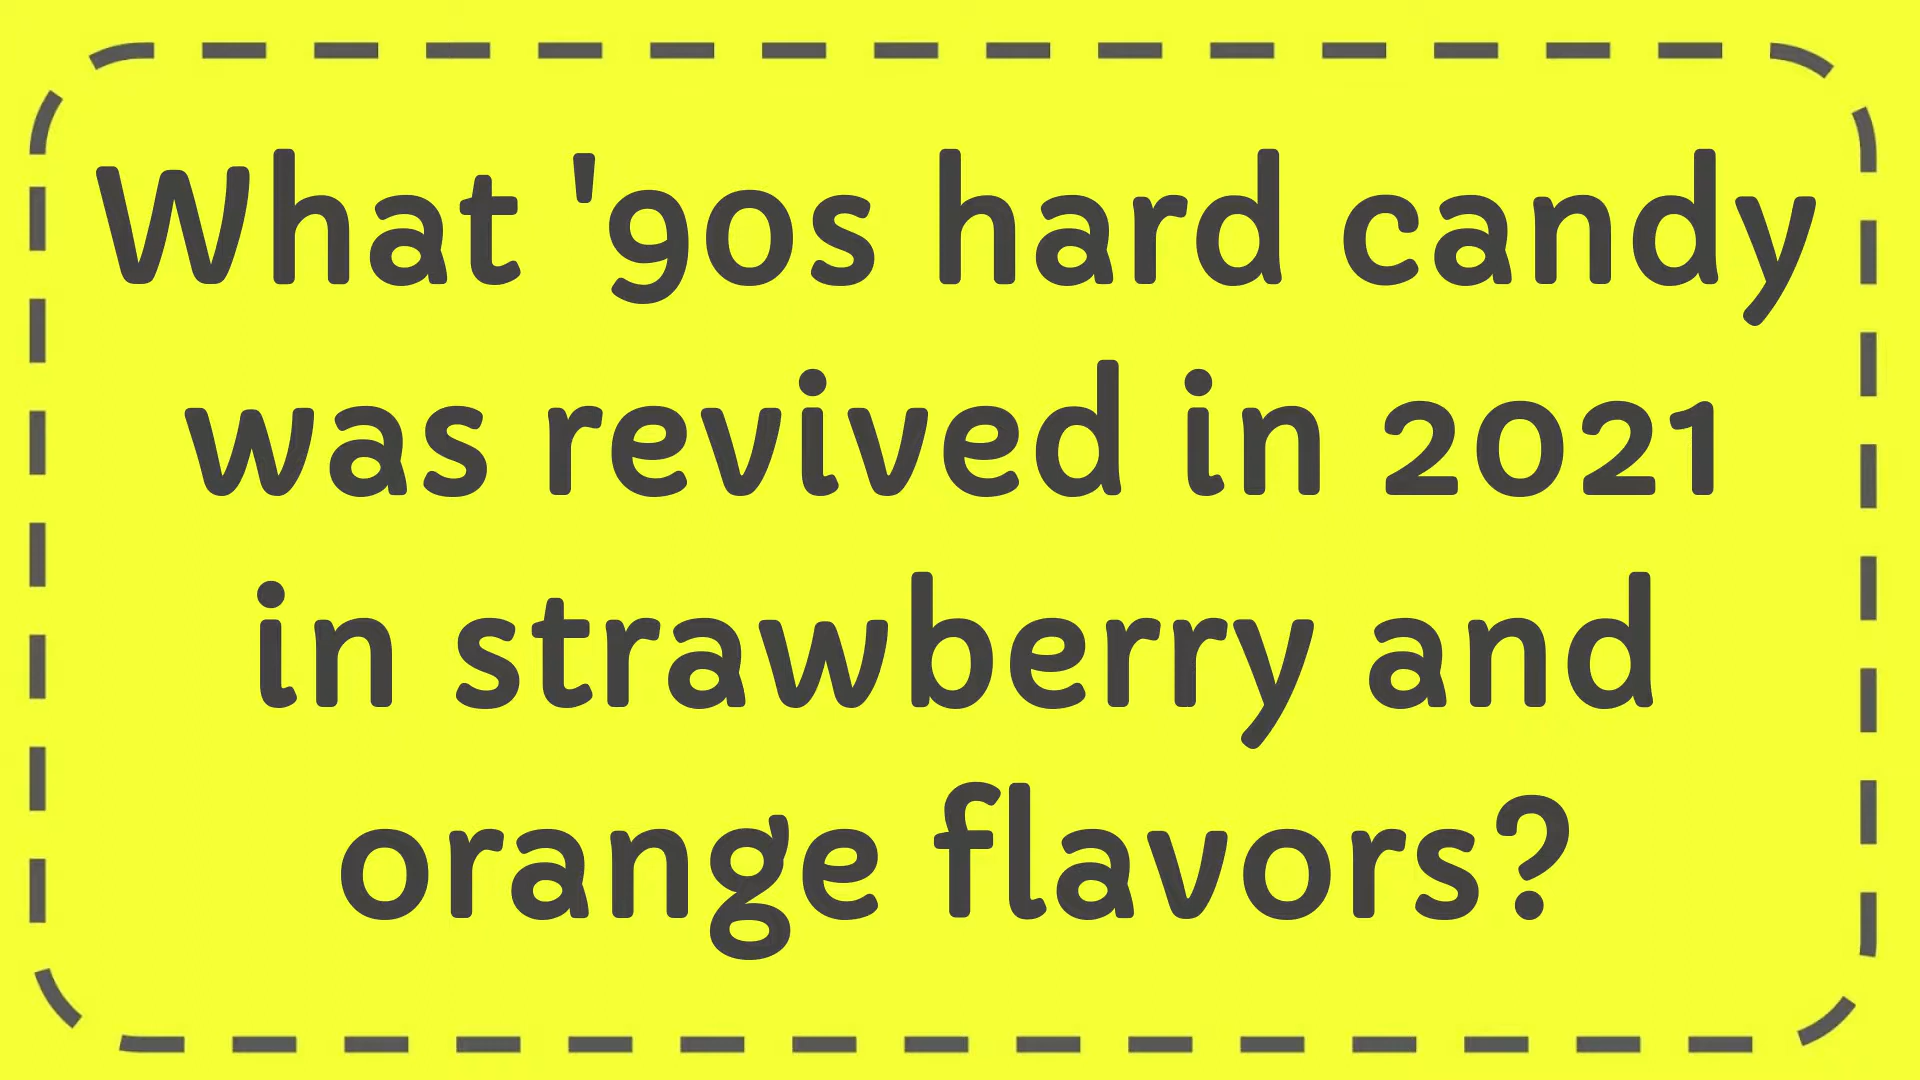 What '90s hard candy
was revived in 2021
in strawberry and
orange flavors?